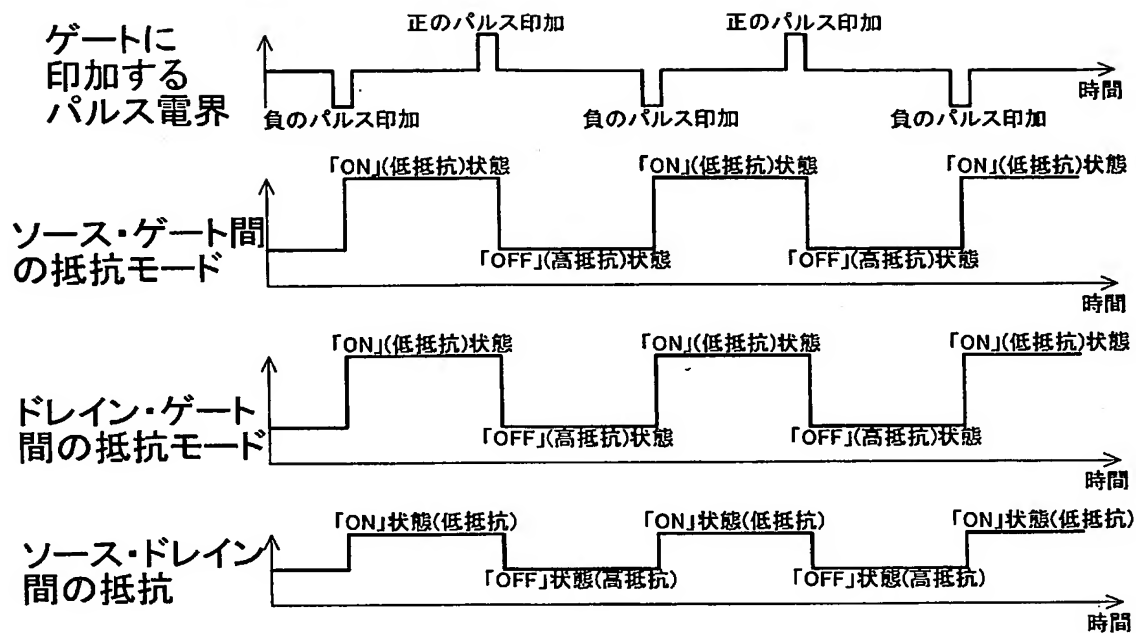 正のパルス印加
正のパルス印加
ゲートに
印加する
パルス電界
時間
負のパルス印加
負のパルス印加
負のパルス印加
「ON」(低抵抗)状態
「ON」(低抵抗)状態
「ON」(低抵抗)状態
ソース・ゲート間
の抵抗モード
「OFF」(高抵抗)状態
「OFF」(高抵抗)状態
時間
「ON」(低抵抗)状態
「ON」(低抵抗)状態
「ON」(低抵抗)状態
ドレイン・ゲート
間の抵抗モード
「OFF」(高抵抗)状態
「OFF」(高抵抗)状態
時間
「ON」状態(低抵抗)
「ON」状態(低抵抗)
「ON」状態(低抵抗)
ソース・ドレイン
間の抵抗
「OFF」状態(高抵抗)
「OFF」状態(高抵抗)
時間